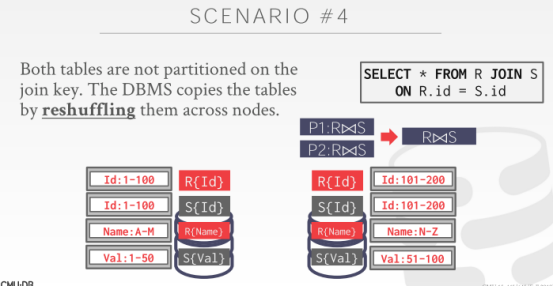 SCENARIO #4
Both tables are not partitioned on the
join key. The DBMS copies the tables
by reshuffling them across nodes.
SELECT * FROM R JOIN S
ON R.id = S.id
P1:R⋈S
P2:R⋈S
R⋈S
Id:1-100 R{Id}
Id:1-100 S{Id}
Name:A-M R{Name}
Val:1-50 S{Val}
R{Id} Id:101-200
S{Id} Id:101-200
R{Name} Name:N-Z
S{Val} Val:51-100
CMU·DB